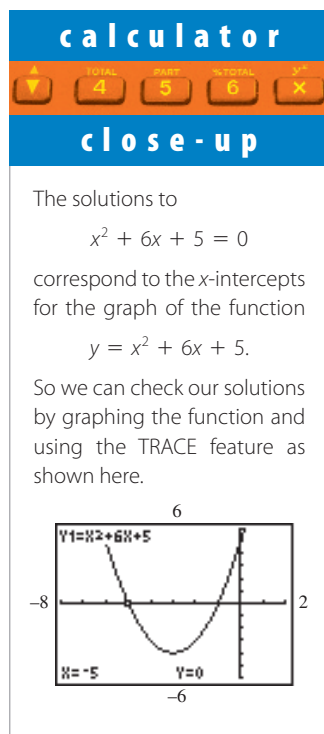 calculator
TOTAL PART %TOTAL yˣ
4 5 6 ×
close-up
The solutions to
x² + 6x + 5 = 0
correspond to the x-intercepts
for the graph of the function
y = x² + 6x + 5.
So we can check our solutions
by graphing the function and
using the TRACE feature as
shown here.
6
Y1=X2+6X+5
–8 2
X=-5 Y=0
–6